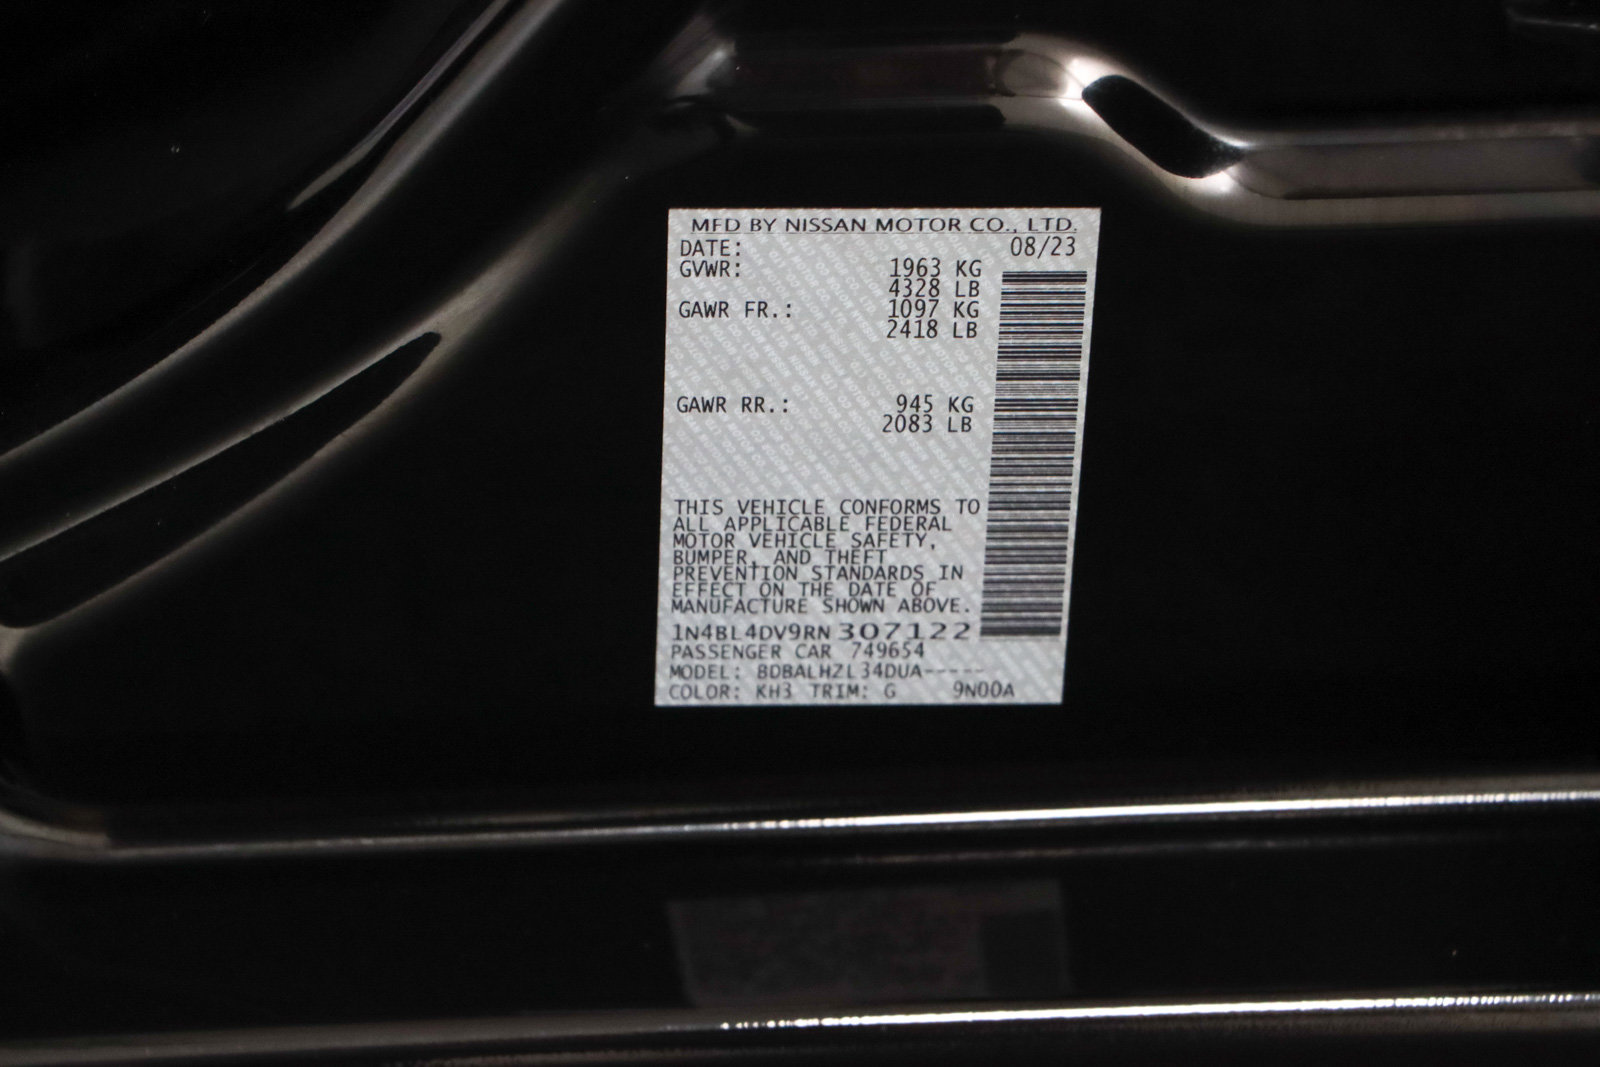 MFD BY NISSAN MOTOR CO., LTD.
DATE: 08/23
GVWR: 1963 KG
4328 LB
GAWR FR.: 1097 KG
2418 LB
GAWR RR.: 945 KG
2083 LB
THIS VEHICLE CONFORMS TO
ALL APPLICABLE FEDERAL
MOTOR VEHICLE SAFETY,
BUMPER, AND THEFT
PREVENTION STANDARDS IN
EFFECT ON THE DATE OF
MANUFACTURE SHOWN ABOVE.
1N4BL4DV9RN307122
PASSENGER CAR 749654
MODEL: BDBALHZL34DUA-----
COLOR: KH3 TRIM: G 9N00A